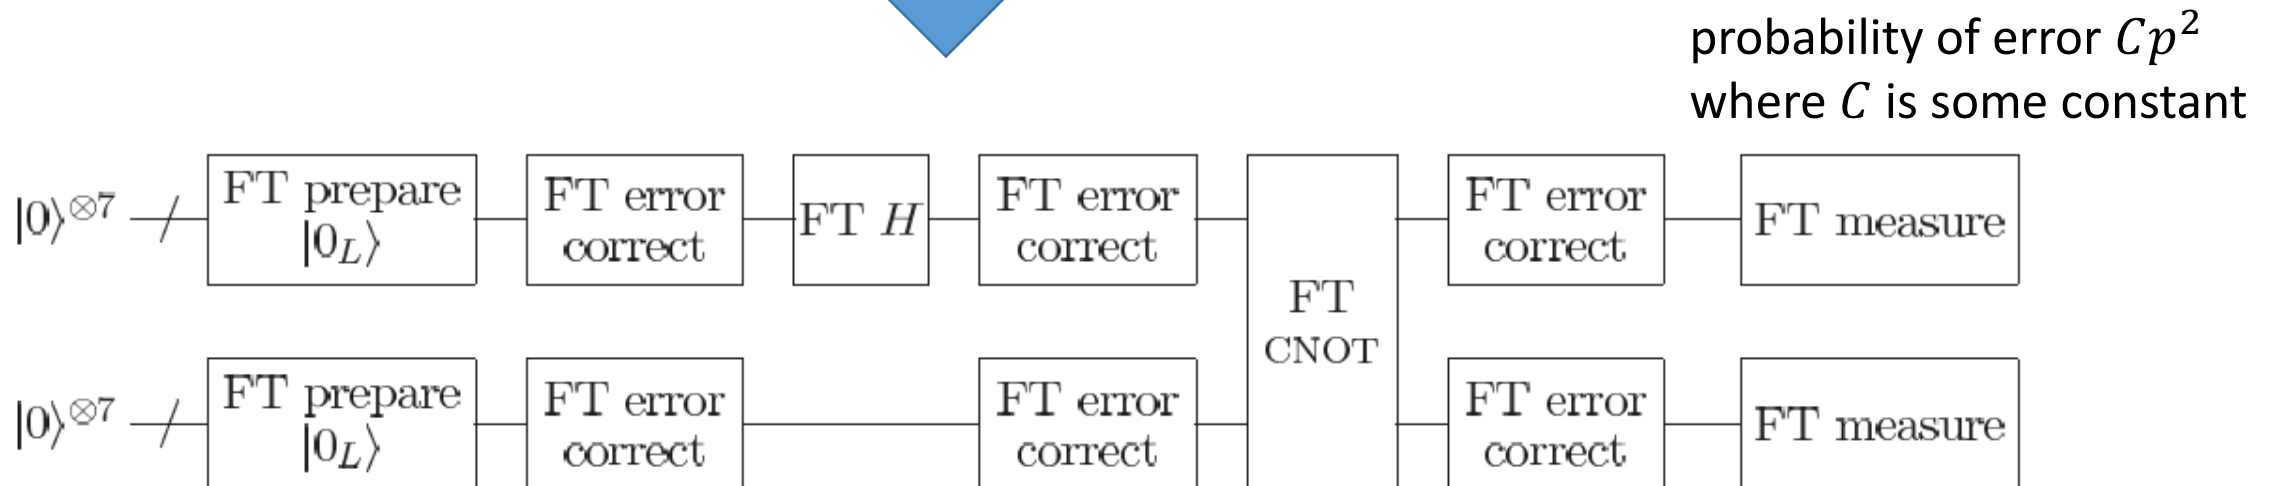 probability of error 𝐶𝑝²
where 𝐶 is some constant
|0⟩⊗7 FT prepare |0_L⟩ FT error correct FT H FT error correct FT CNOT FT error correct FT measure
|0⟩⊗7 FT prepare |0_L⟩ FT error correct FT error correct FT error correct FT measure